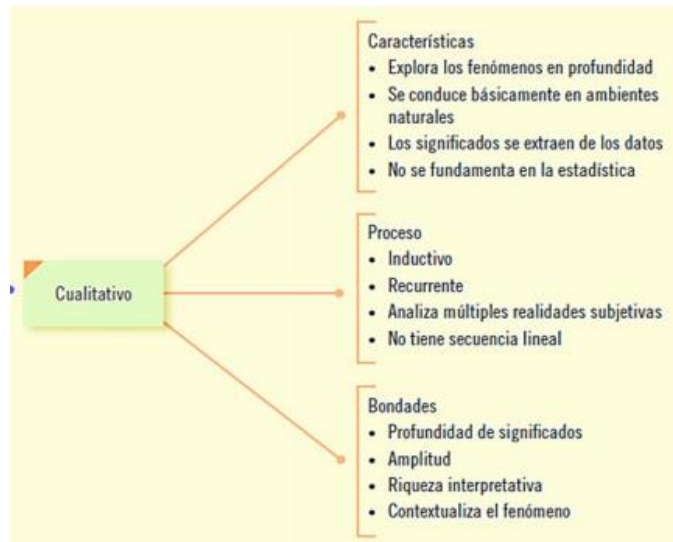 Cualitativo
Características
• Explora los fenómenos en profundidad
• Se conduce básicamente en ambientes
naturales
• Los significados se extraen de los datos
• No se fundamenta en la estadística
Proceso
• Inductivo
• Recurrente
• Analiza múltiples realidades subjetivas
• No tiene secuencia lineal
Bondades
• Profundidad de significados
• Amplitud
• Riqueza interpretativa
• Contextualiza el fenómeno